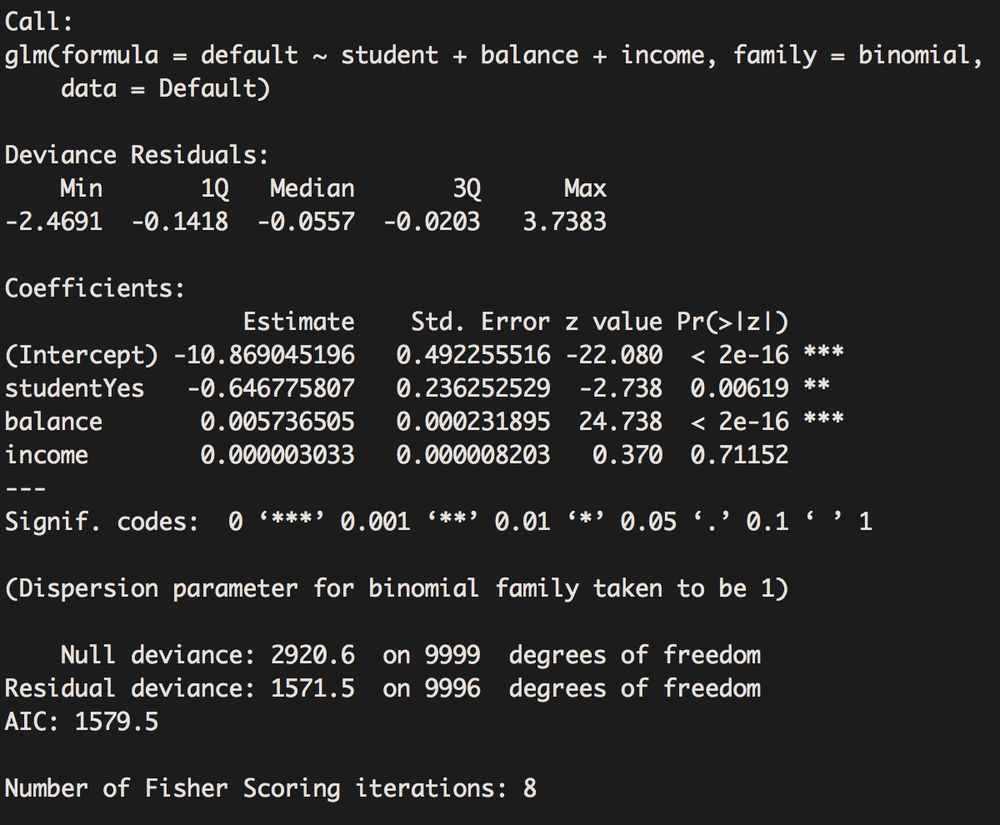 Call:
glm(formula = default ~ student + balance + income, family = binomial,
    data = Default)

Deviance Residuals:
    Min       1Q   Median       3Q      Max
-2.4691  -0.1418  -0.0557  -0.0203   3.7383

Coefficients:
                 Estimate    Std. Error z value Pr(>|z|)
(Intercept) -10.869045196   0.492255516 -22.080  < 2e-16 ***
studentYes   -0.646775807   0.236252529  -2.738  0.00619 **
balance       0.005736505   0.000231895  24.738  < 2e-16 ***
income        0.000003033   0.000008203   0.370  0.71152
---
Signif. codes:  0 ‘***’ 0.001 ‘**’ 0.01 ‘*’ 0.05 ‘.’ 0.1 ‘ ’ 1

(Dispersion parameter for binomial family taken to be 1)

    Null deviance: 2920.6  on 9999  degrees of freedom
Residual deviance: 1571.5  on 9996  degrees of freedom
AIC: 1579.5

Number of Fisher Scoring iterations: 8